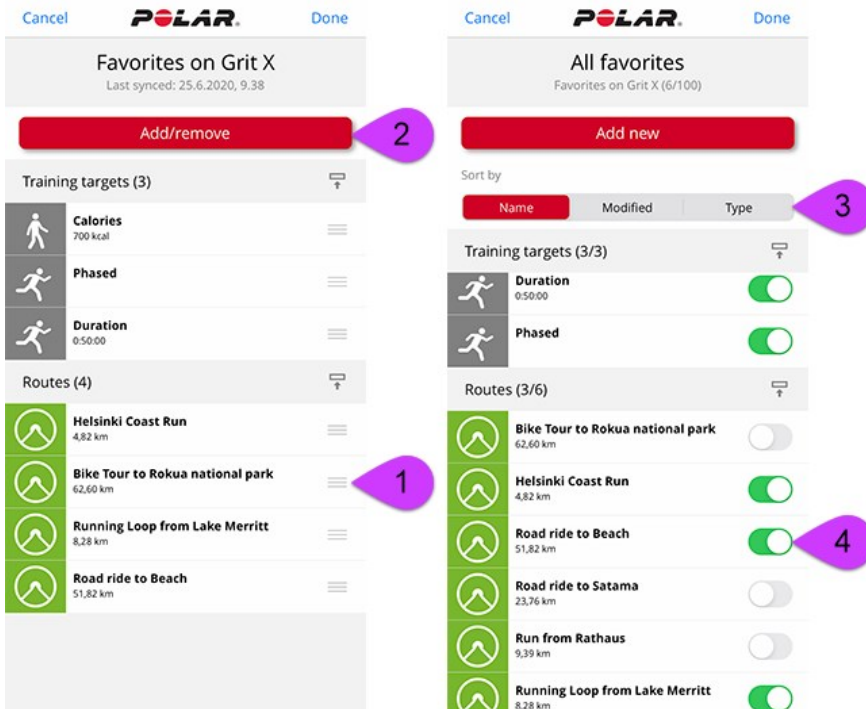 Cancel
POLAR.
Done
Favorites on Grit X
Last synced: 25.6.2020, 9.38
Add/remove
2
Training targets (3)
Calories
700 kcal
Phased
Duration
0:50:00
Routes (4)
Helsinki Coast Run
4,82 km
Bike Tour to Rokua national park
62,60 km
1
Running Loop from Lake Merritt
8,28 km
Road ride to Beach
51,82 km
Cancel
POLAR.
Done
All favorites
Favorites on Grit X (6/100)
Add new
Sort by
Name Modified Type
3
Training targets (3/3)
Duration
0:50:00
Phased
Routes (3/6)
Bike Tour to Rokua national park
62,60 km
Helsinki Coast Run
4,82 km
Road ride to Beach
51,82 km
4
Road ride to Satama
23,76 km
Run from Rathaus
9,39 km
Running Loop from Lake Merritt
8,28 km